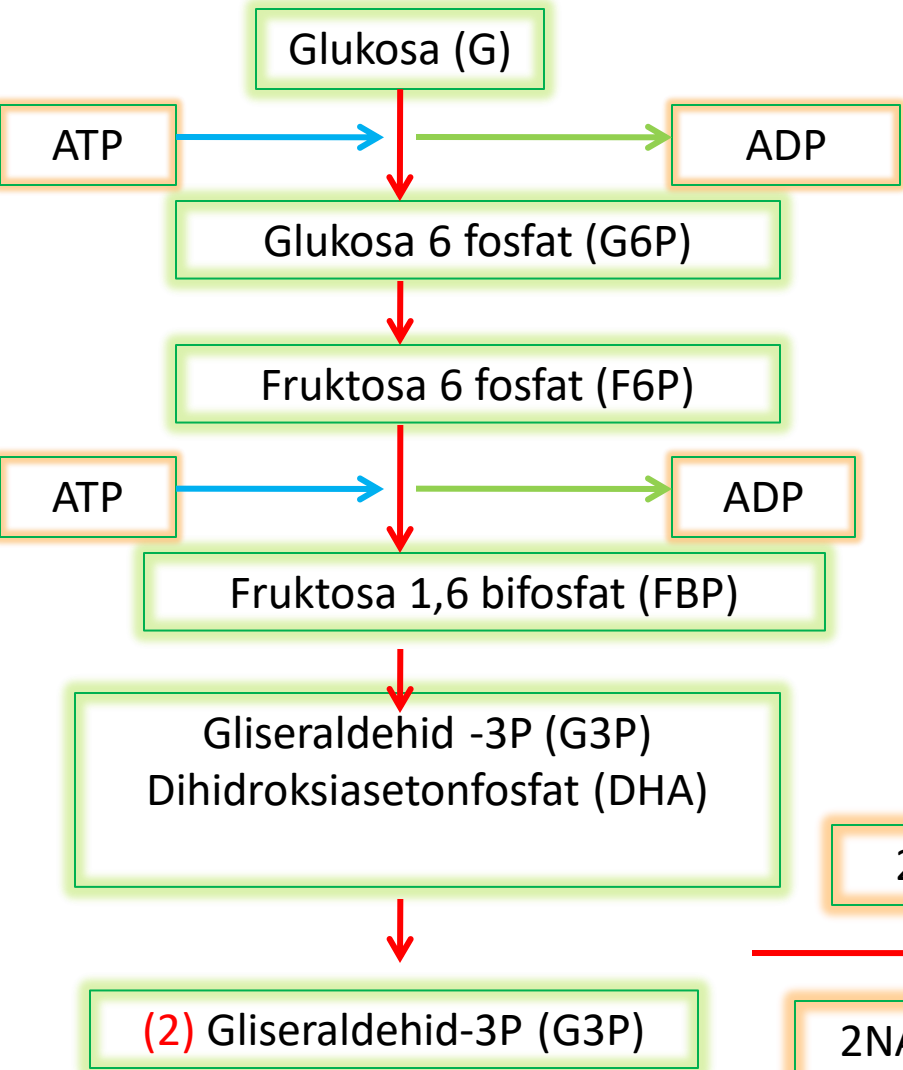 Glukosa (G)
ATP
ADP
Glukosa 6 fosfat (G6P)
Fruktosa 6 fosfat (F6P)
ATP
ADP
Fruktosa 1,6 bifosfat (FBP)
Gliseraldehid -3P (G3P)
Dihidroksiasetonfosfat (DHA)
(2) Gliseraldehid-3P (G3P)